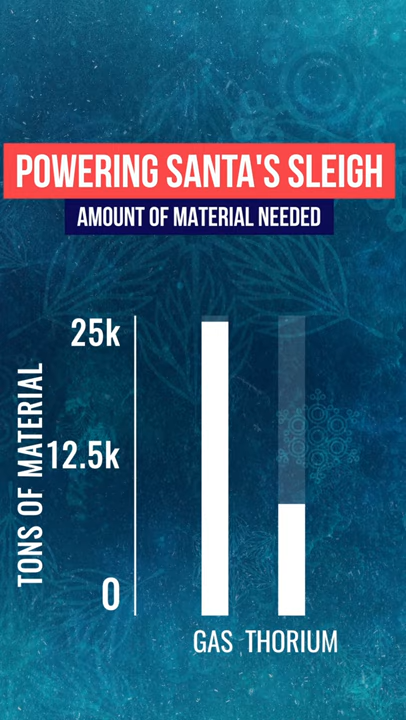 POWERING SANTA'S SLEIGH
AMOUNT OF MATERIAL NEEDED
25k
12.5k
0
TONS OF MATERIAL
GAS THORIUM